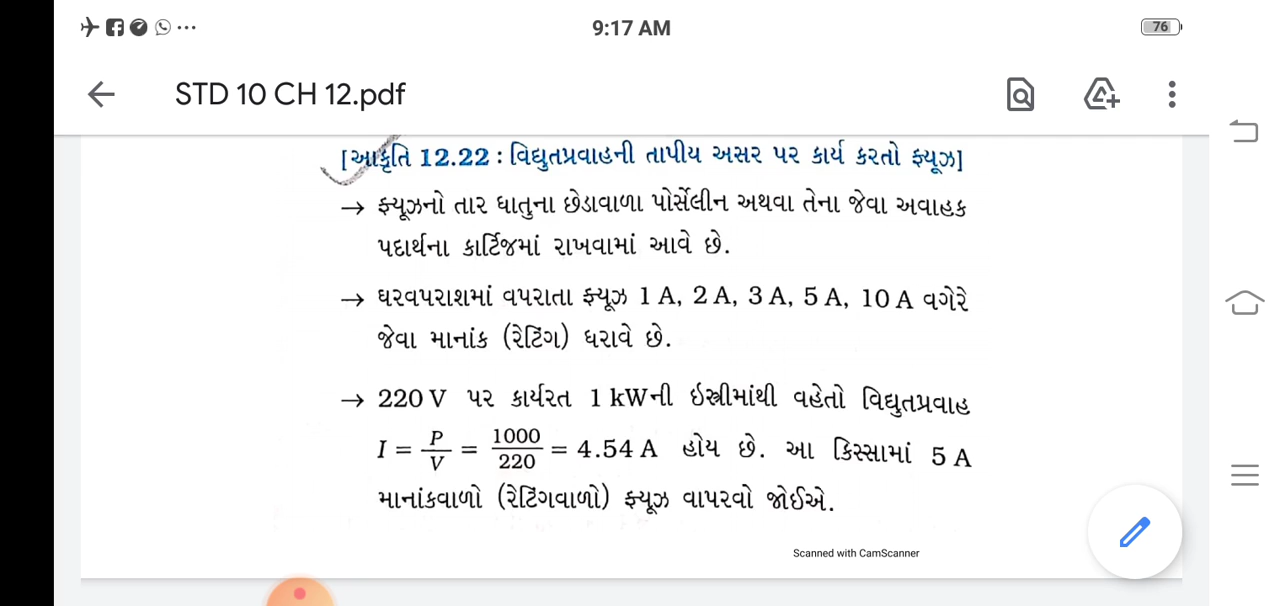 9:17 AM
76
STD 10 CH 12.pdf
[આકૃતિ 12.22 : વિદ્યુતપ્રવાહની તાપીય અસર પર કાર્ય કરતો ફ્યૂઝ]
→ ફ્યૂઝનો તાર ધાતુના છેડાવાળા પોર્સેલીન અથવા તેના જેવા અવાહક
પદાર્થના કાર્ટિજમાં રાખવામાં આવે છે.
→ ઘરવપરાશમાં વપરાતા ફ્યૂઝ 1 A, 2 A, 3 A, 5 A, 10 A વગેરે
જેવા માનાંક (રેટિંગ) ધરાવે છે.
→ 220 V પર કાર્યરત 1 kWની ઇસ્ત્રીમાંથી વહેતો વિદ્યુતપ્રવાહ
I = P/V = 1000/220 = 4.54 A હોય છે. આ કિસ્સામાં 5 A
માનાંકવાળો (રેટિંગવાળો) ફ્યૂઝ વાપરવો જોઈએ.
Scanned with CamScanner